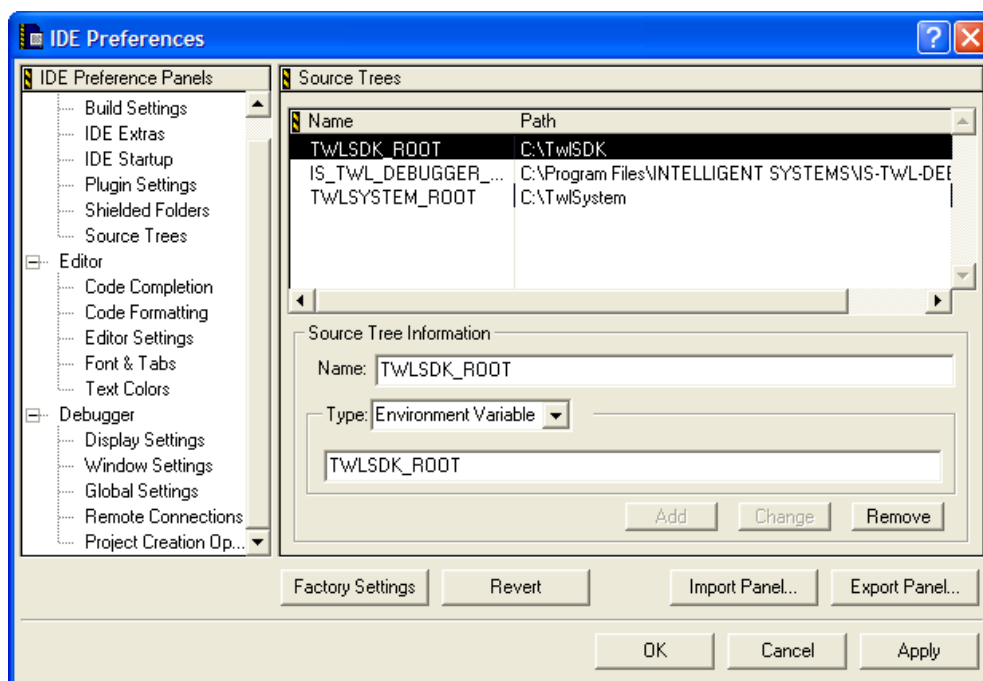 IDE Preferences
IDE Preference Panels
Build Settings
IDE Extras
IDE Startup
Plugin Settings
Shielded Folders
Source Trees
Editor
Code Completion
Code Formatting
Editor Settings
Font & Tabs
Text Colors
Debugger
Display Settings
Window Settings
Global Settings
Remote Connections
Project Creation Op...
Source Trees
Name Path
TWLSDK_ROOT C:\TwlSDK
IS_TWL_DEBUGGER_... C:\Program Files\INTELLIGENT SYSTEMS\IS-TWL-DEE
TWLSYSTEM_ROOT C:\TwlSystem
Source Tree Information
Name: TWLSDK_ROOT
Type: Environment Variable
TWLSDK_ROOT
Add Change Remove
Factory Settings Revert Import Panel... Export Panel...
OK Cancel Apply